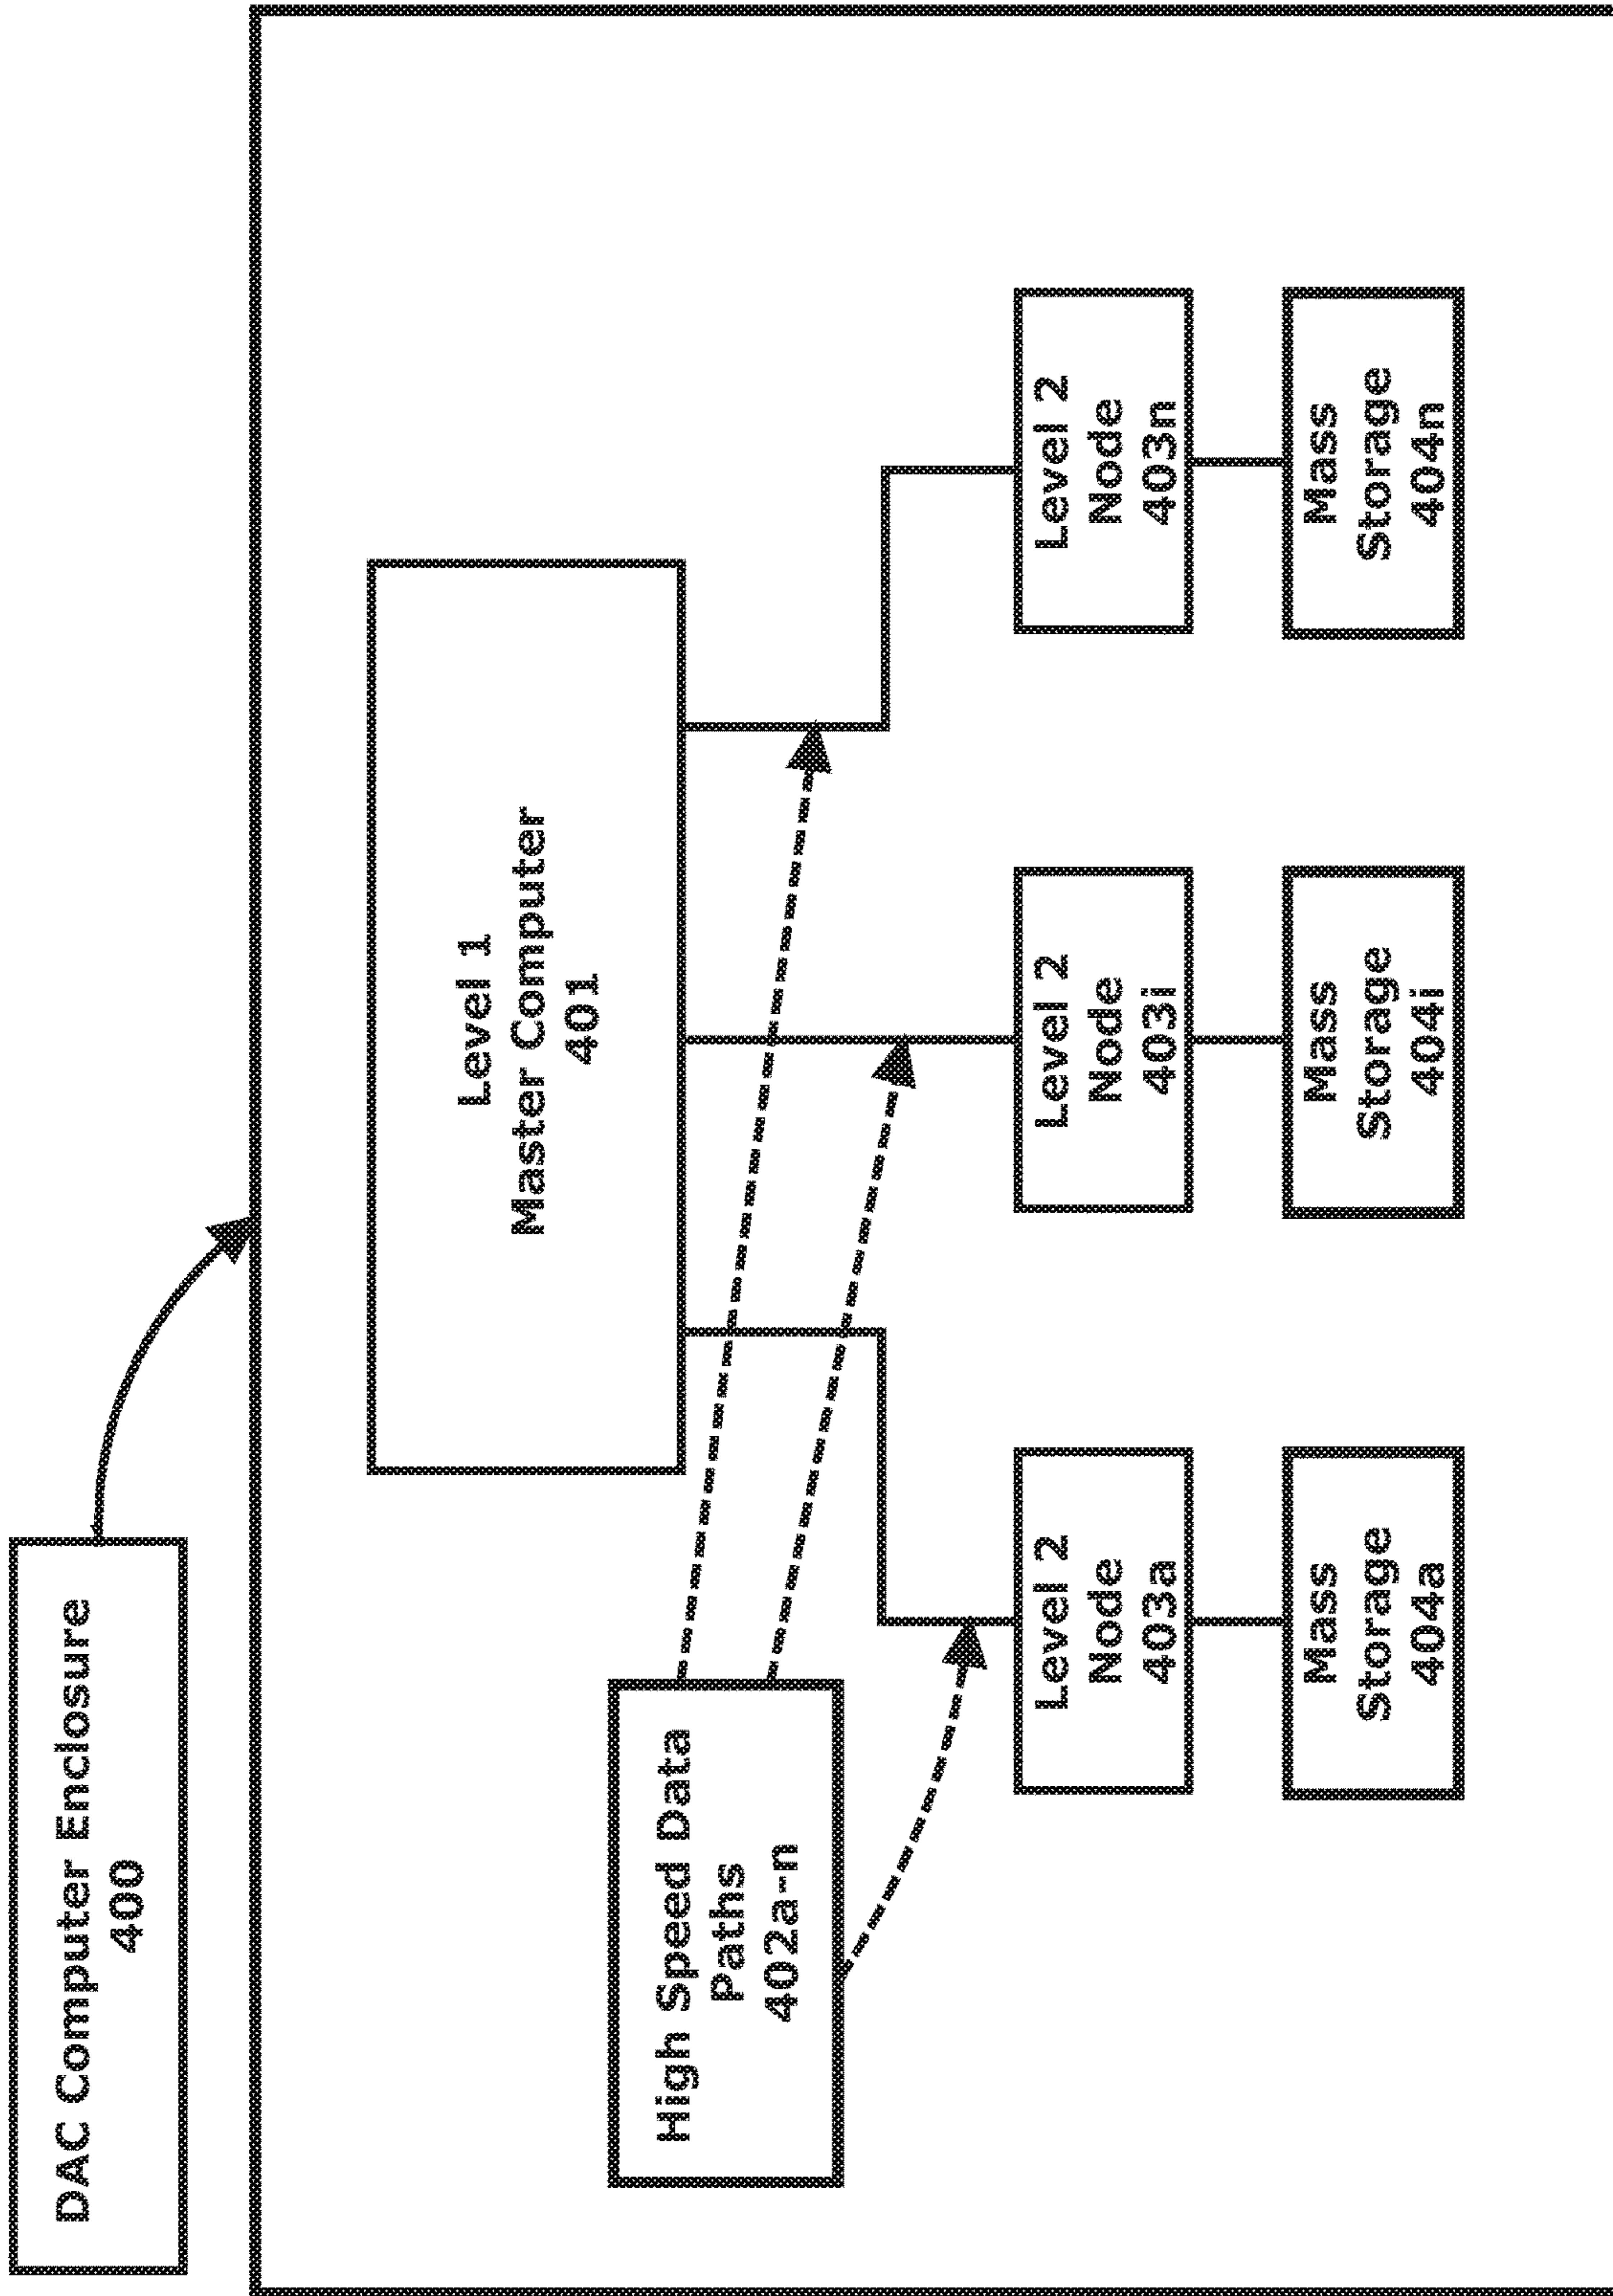 DAC Computer Enclosure
400
Level 1
Master Computer
401
High Speed Data
Paths
402a-n
Level 2
Node
403a
Level 2
Node
403i
Level 2
Node
403n
Mass
Storage
404a
Mass
Storage
404i
Mass
Storage
404n